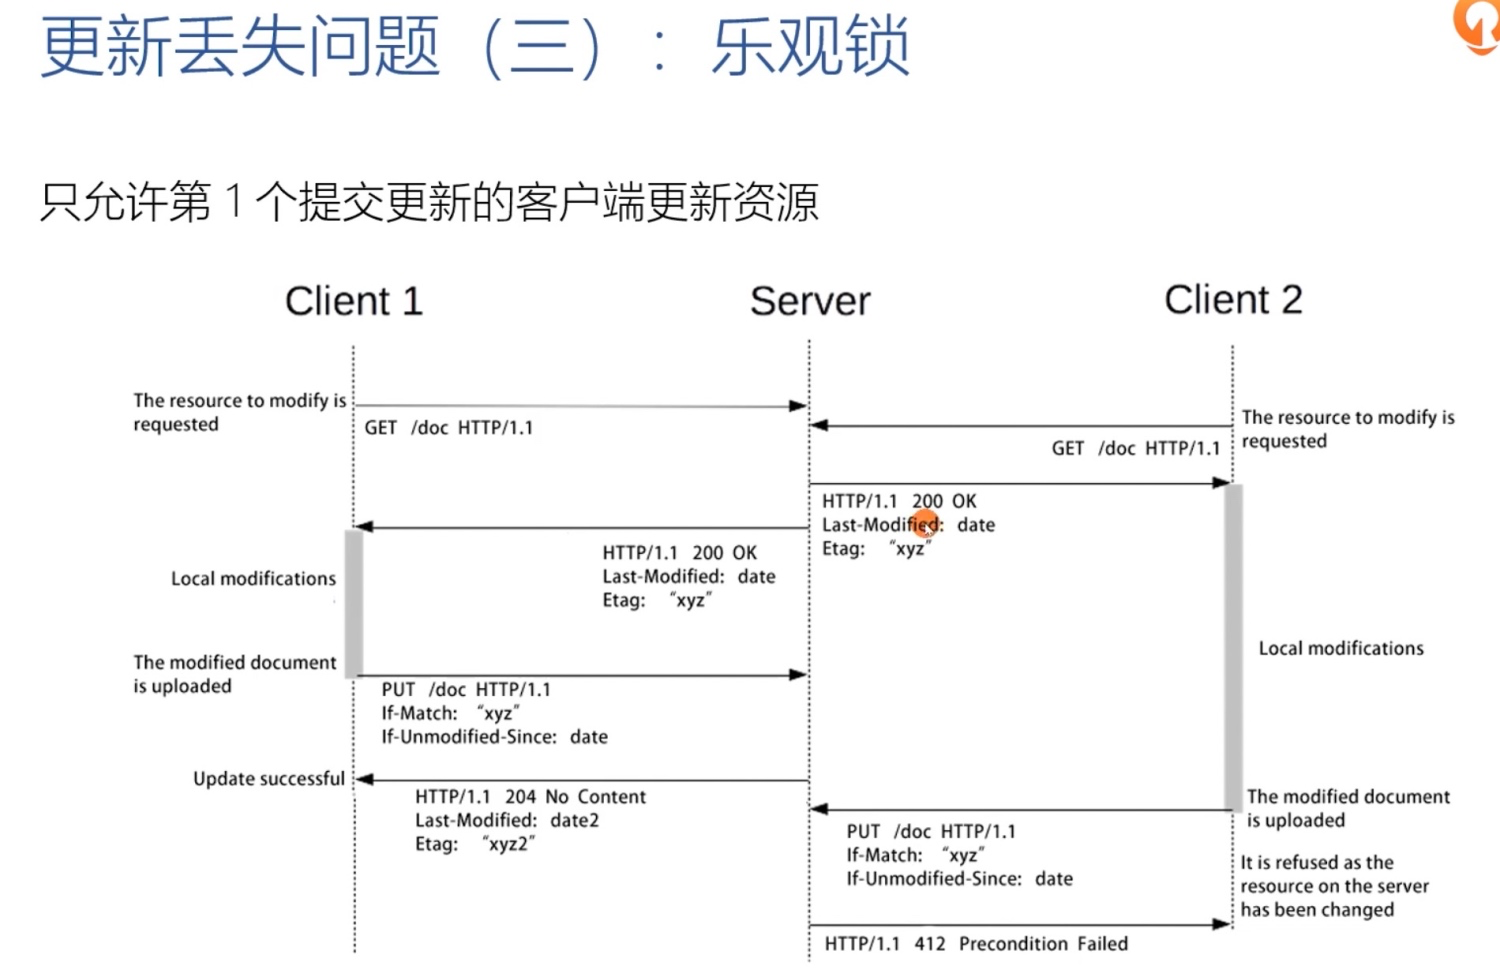 更新丢失问题（三）：乐观锁
只允许第 1 个提交更新的客户端更新资源
Client 1
Server
Client 2
The resource to modify is
requested
GET /doc HTTP/1.1
The resource to modify is
requested
GET /doc HTTP/1.1
HTTP/1.1 200 OK
Last-Modified: date
Etag: “xyz”
HTTP/1.1 200 OK
Last-Modified: date
Etag: “xyz”
Local modifications
Local modifications
The modified document
is uploaded
PUT /doc HTTP/1.1
If-Match: “xyz”
If-Unmodified-Since: date
Update successful
HTTP/1.1 204 No Content
Last-Modified: date2
Etag: “xyz2”
The modified document
is uploaded
PUT /doc HTTP/1.1
If-Match: “xyz”
If-Unmodified-Since: date
It is refused as the
resource on the server
has been changed
HTTP/1.1 412 Precondition Failed